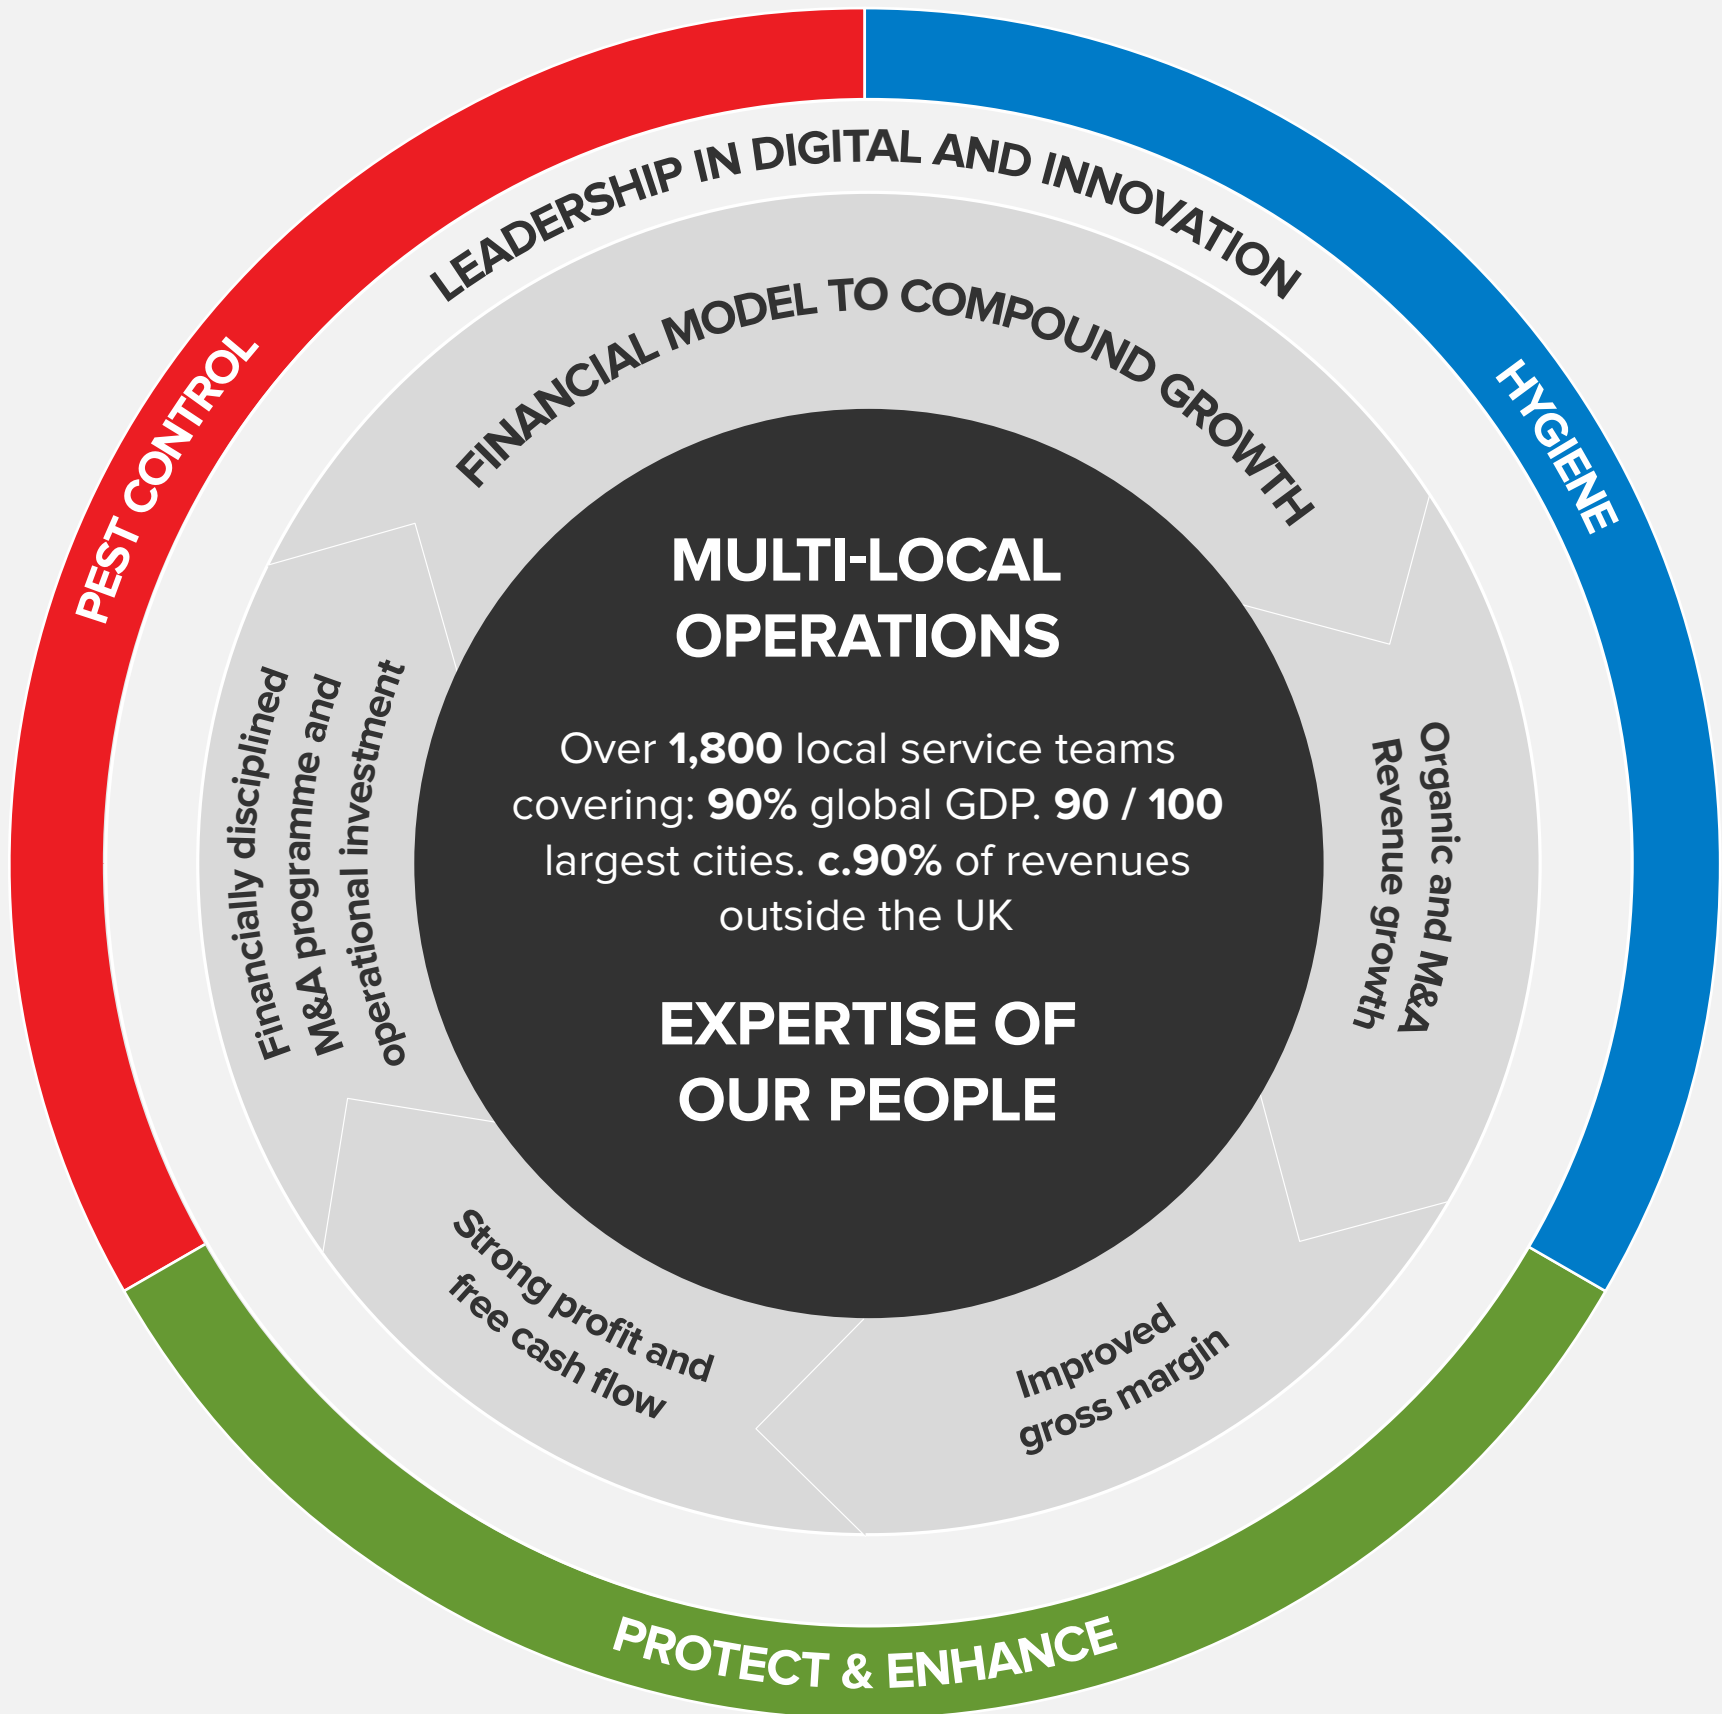 PEST CONTROL
HYGIENE
PROTECT & ENHANCE
LEADERSHIP IN DIGITAL AND INNOVATION
FINANCIAL MODEL TO COMPOUND GROWTH
Organic and M&A
Revenue growth
Improved
gross margin
Strong profit and
free cash flow
Financially disciplined
M&A programme and
operational investment
MULTI-LOCAL
OPERATIONS
Over 1,800 local service teams
covering: 90% global GDP. 90 / 100
largest cities. c.90% of revenues
outside the UK
EXPERTISE OF
OUR PEOPLE